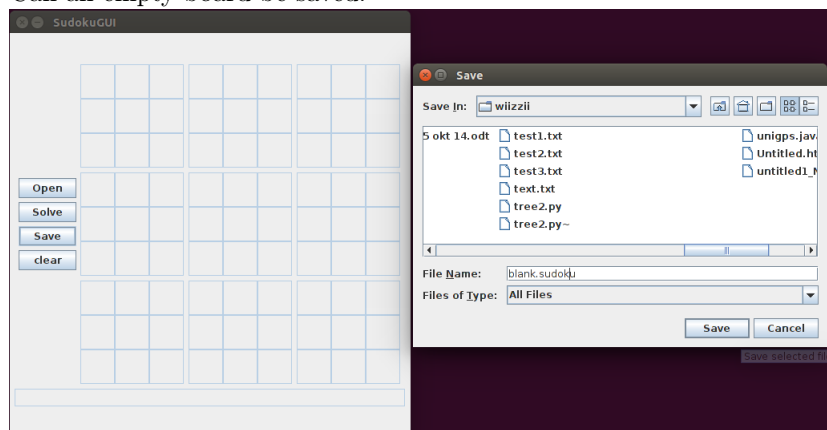 SudokuGUI
Open
Solve
Save
clear
Save
Save In: wiizzii
5 okt 14.odt
test1.txt
test2.txt
test3.txt
text.txt
tree2.py
tree2.py~
unigps.jav
Untitled.ht
untitled1_
File Name: blank.sudoku
Files of Type: All Files
Save Cancel
Save selected fil